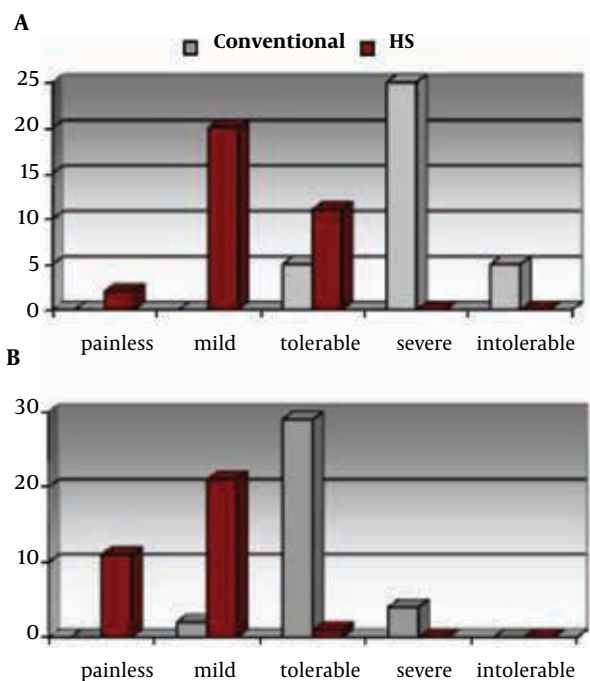 A
Conventional HS
25
20
15
10
5
0
painless mild tolerable severe intolerable
B
30
20
10
0
painless mild tolerable severe intolerable